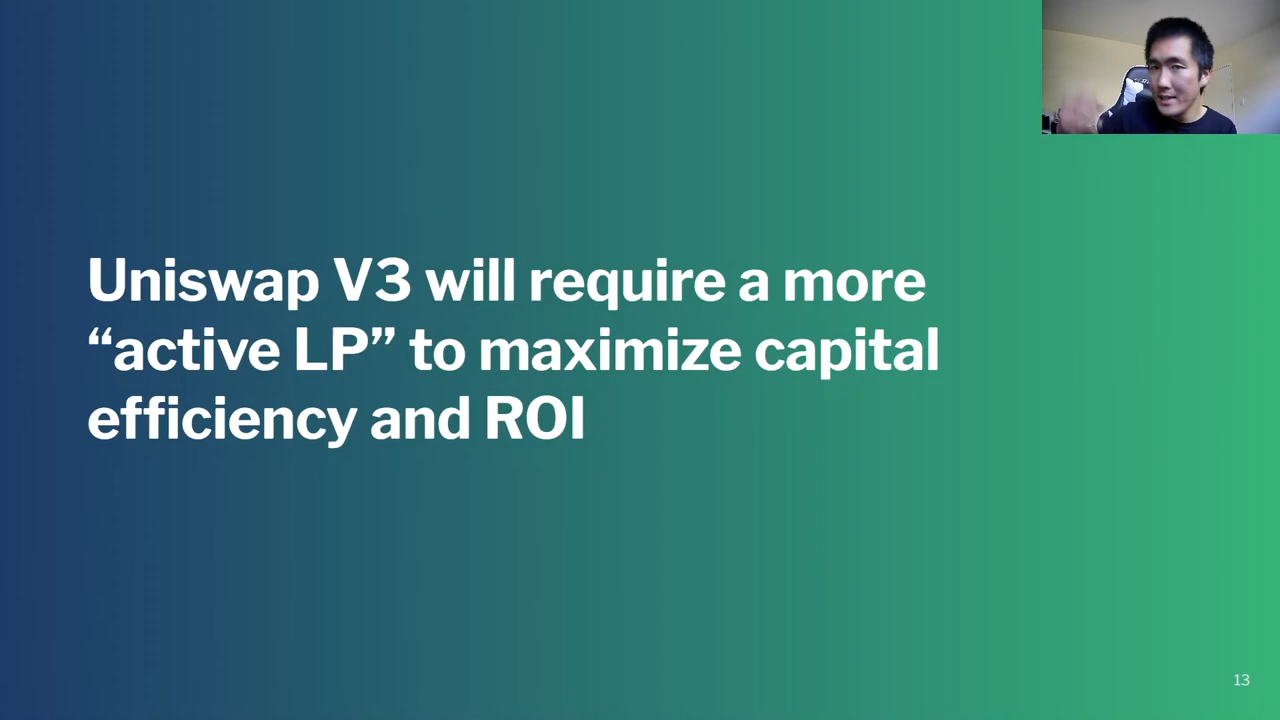 Uniswap V3 will require a more
“active LP” to maximize capital
efficiency and ROI
13